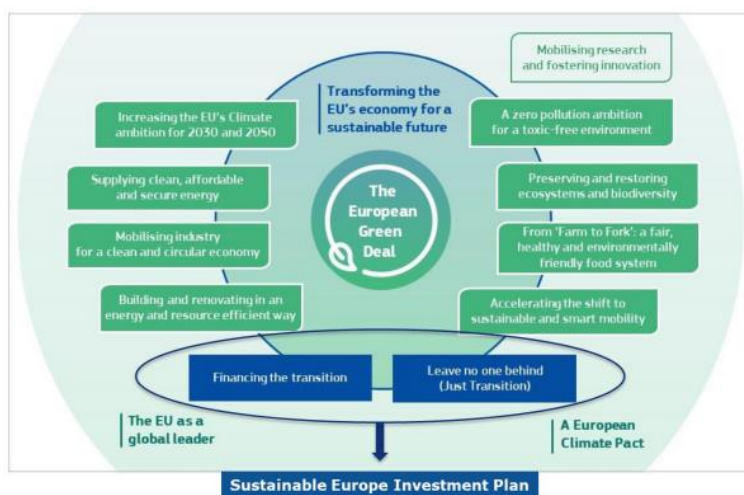 Mobilising research
and fostering innovation
Transforming the
EU's economy for a
sustainable future
Increasing the EU's Climate
ambition for 2030 and 2050
A zero pollution ambition
for a toxic-free environment
Supplying clean, affordable
and secure energy
Preserving and restoring
ecosystems and biodiversity
The
European
Green
Deal
Mobilising industry
for a clean and circular economy
From 'Farm to Fork': a fair,
healthy and environmentally
friendly food system
Building and renovating in an
energy and resource efficient way
Accelerating the shift to
sustainable and smart mobility
Financing the transition
Leave no one behind
(Just Transition)
The EU as a
global leader
A European
Climate Pact
Sustainable Europe Investment Plan